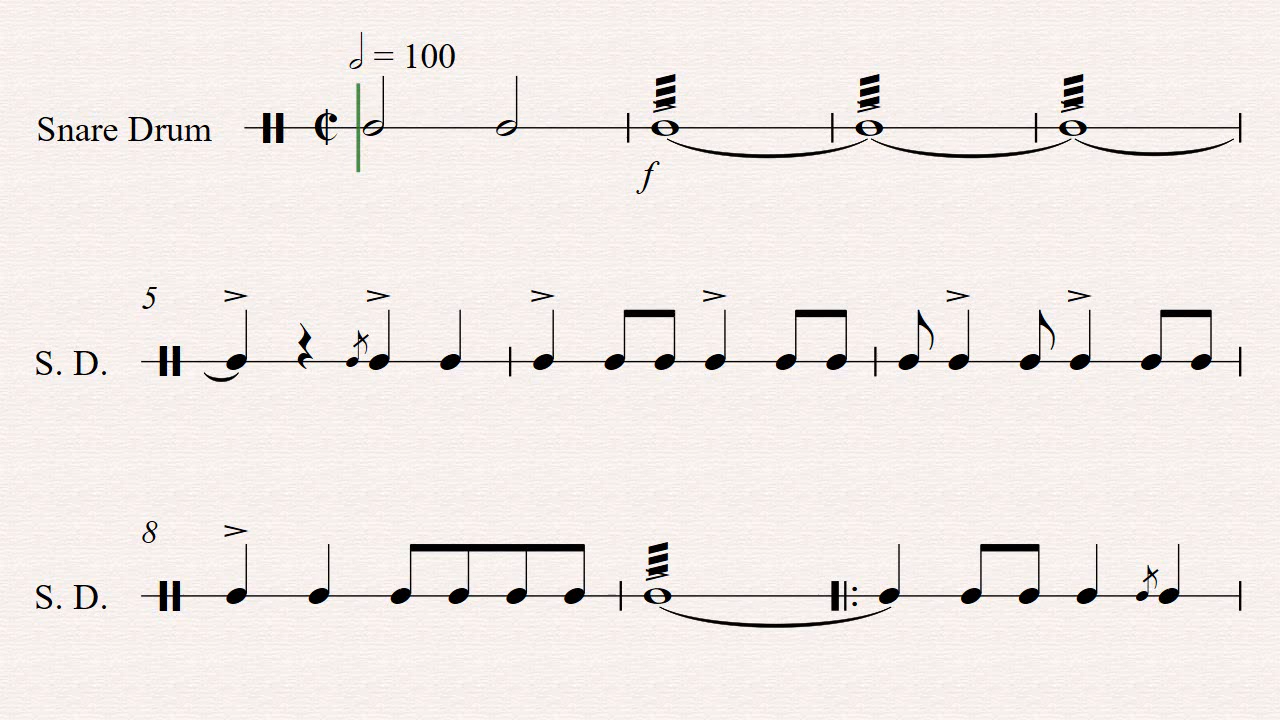 𝅗𝅥 = 100
Snare Drum
f
5
S. D.
8
S. D.